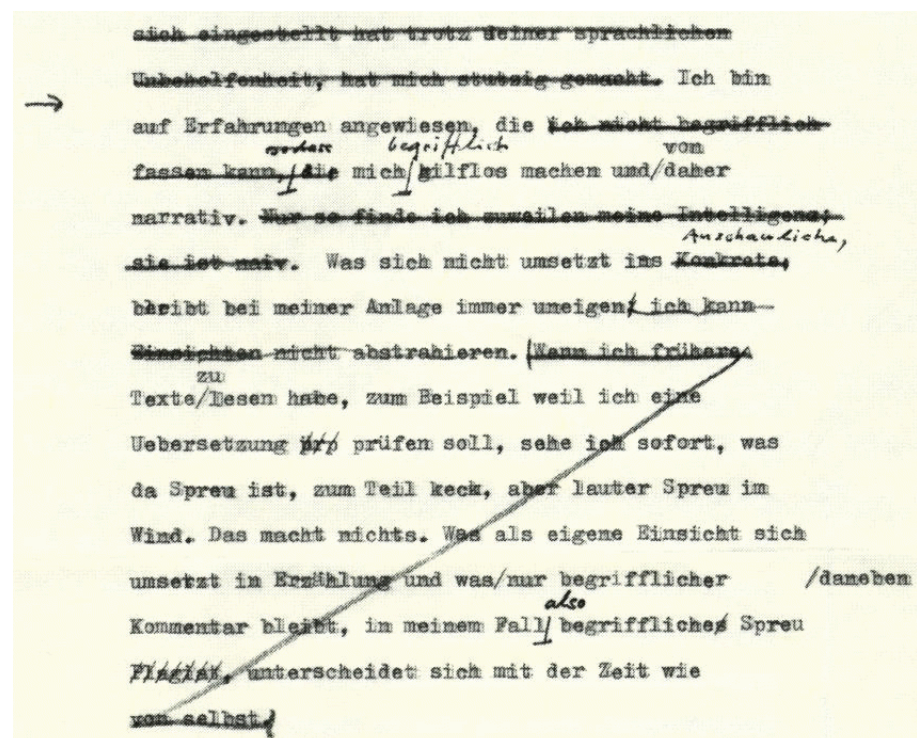 sich eingestellt hat trotz seiner sprachlichen
Unbeholfenheit, hat mich stutzig gemacht. Ich bin
auf Erfahrungen angewiesen, die ich nicht begrifflich
sodass begrifflich von
fassen kann, die mich hilflos machen und/daher
narrativ. Nur so finde ich zuweilen meine Intelligenz;
Anschauliche,
sie ist naiv. Was sich nicht umsetzt ins Konkrete,
bleibt bei meiner Anlage immer uneigen, ich kann
Einsichten nicht abstrahieren. Wenn ich frühere
zu
Texte/lesen habe, zum Beispiel weil ich eine
Uebersetzung prüfen soll, sehe ich sofort, was
da Spreu ist, zum Teil keck, aber lauter Spreu im
Wind. Das macht nichts. Was als eigene Einsicht sich
umsetzt in Erzählung und was/nur begrifflicher /daneben
also
Kommentar bleibt, in meinem Fall begriffliches Spreu
Plagiat, unterscheidet sich mit der Zeit wie
von selbst.